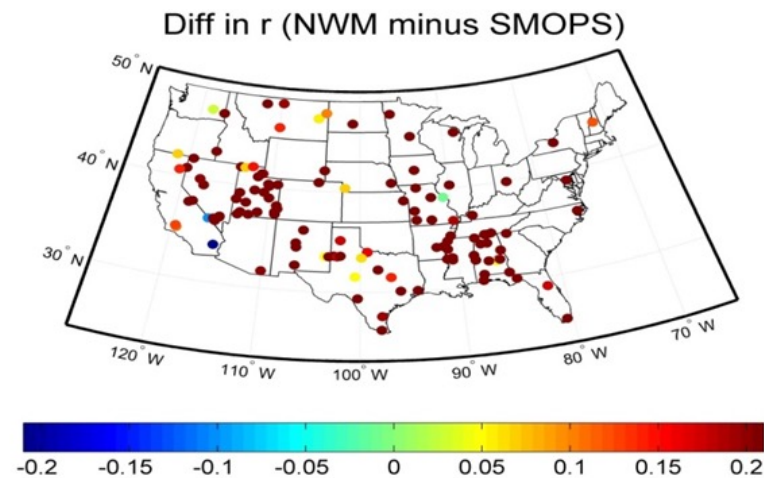 Diff in r (NWM minus SMOPS)
50° N
40° N
30° N
120° W
110° W
100° W
90° W
80° W
70° W
-0.2 -0.15 -0.1 -0.05 0 0.05 0.1 0.15 0.2